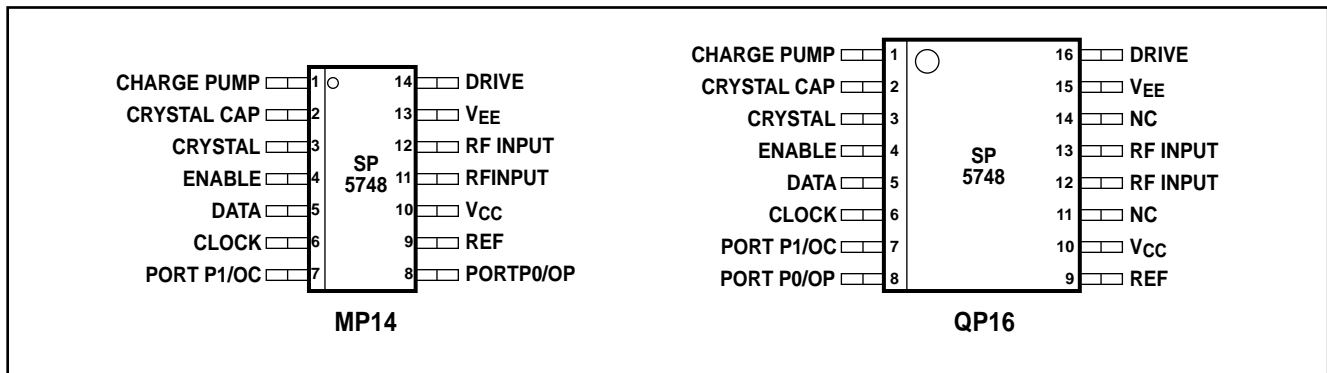 CHARGE PUMP 1 14 DRIVE
CRYSTAL CAP 2 13 VEE
CRYSTAL 3 12 RF INPUT
ENABLE 4 11 RFINPUT
DATA 5 10 VCC
CLOCK 6 9 REF
PORT P1/OC 7 8 PORTP0/OP
SP
5748
MP14
CHARGE PUMP 1 16 DRIVE
CRYSTAL CAP 2 15 VEE
CRYSTAL 3 14 NC
ENABLE 4 13 RF INPUT
DATA 5 12 RF INPUT
CLOCK 6 11 NC
PORT P1/OC 7 10 VCC
PORT P0/OP 8 9 REF
SP
5748
QP16